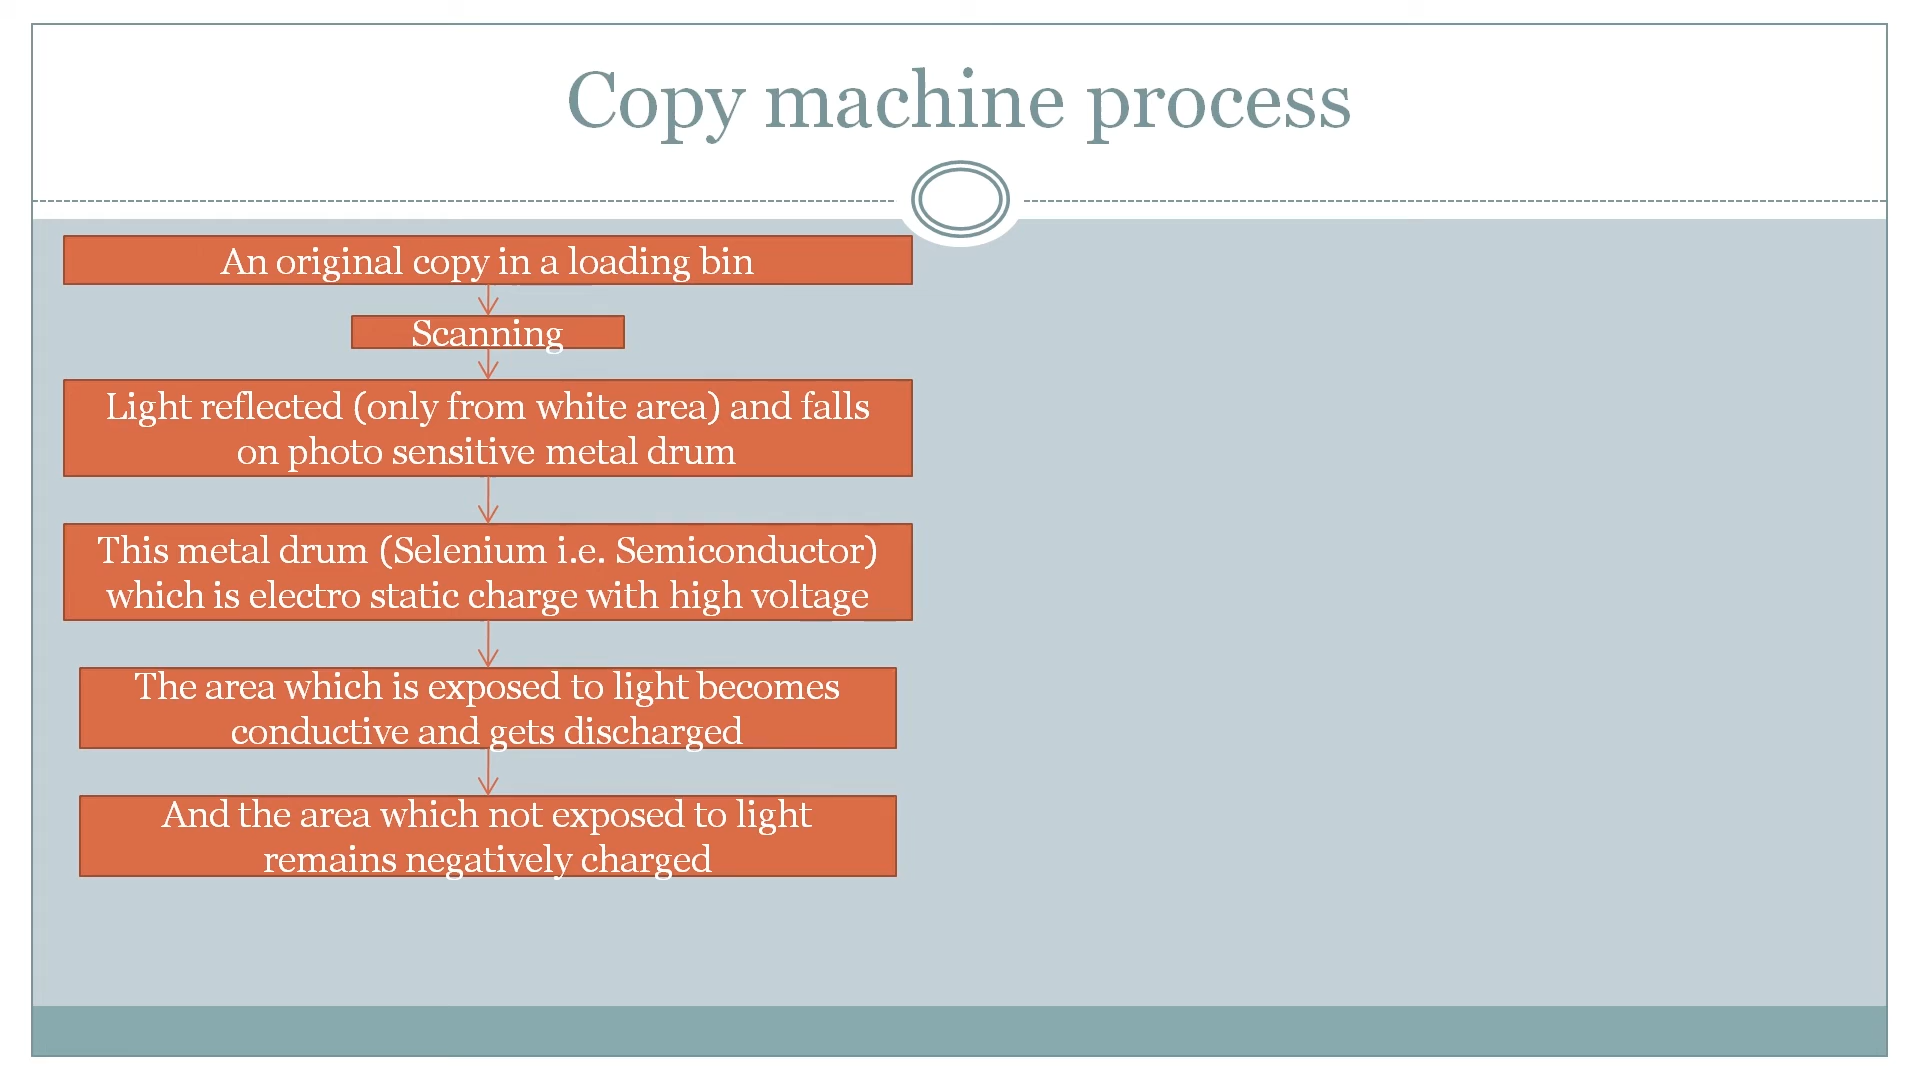 Copy machine process
An original copy in a loading bin
Scanning
Light reflected (only from white area) and falls
on photo sensitive metal drum
This metal drum (Selenium i.e. Semiconductor)
which is electro static charge with high voltage
The area which is exposed to light becomes
conductive and gets discharged
And the area which not exposed to light
remains negatively charged